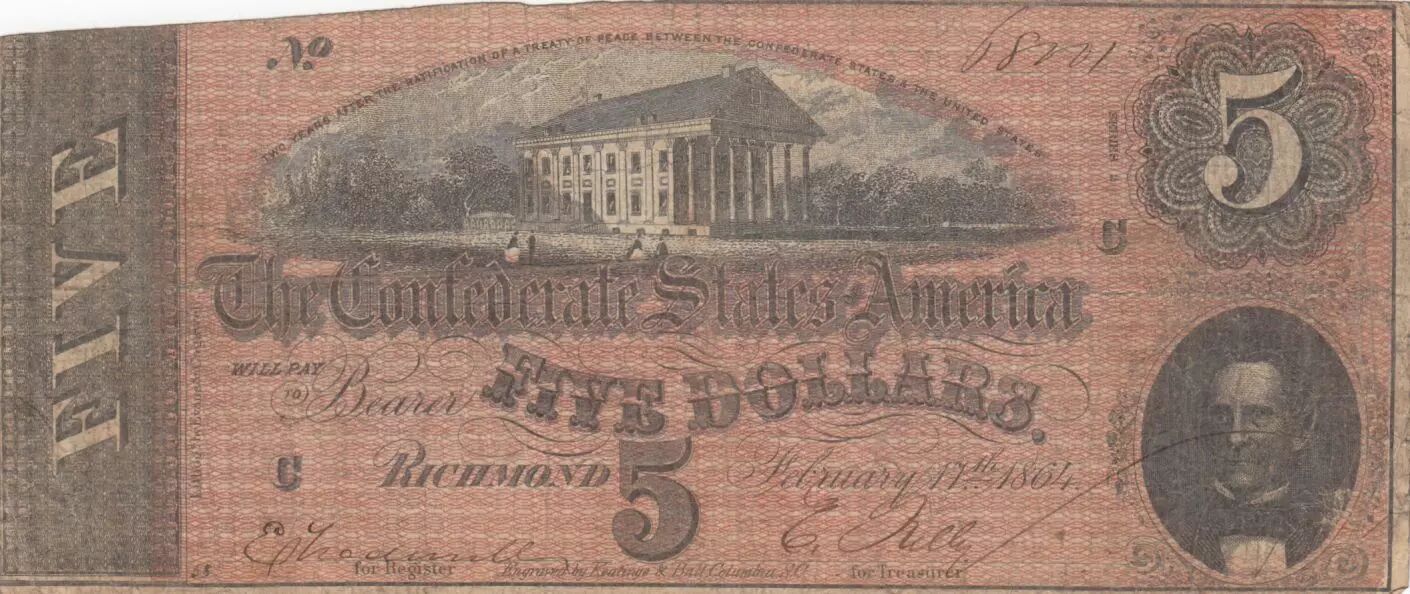 No 68201
TWO YEARS AFTER THE RATIFICATION OF A TREATY OF PEACE BETWEEN THE CONFEDERATE STATES & THE UNITED STATES
5
SERIES
C
FIVE
The Confederate States of America
WILL PAY
TO Bearer FIVE DOLLARS.
C RICHMOND 5 February 17th. 1864.
for Register
Engraved by Keatinge & Ball Columbia, S.C.
for Treasurer